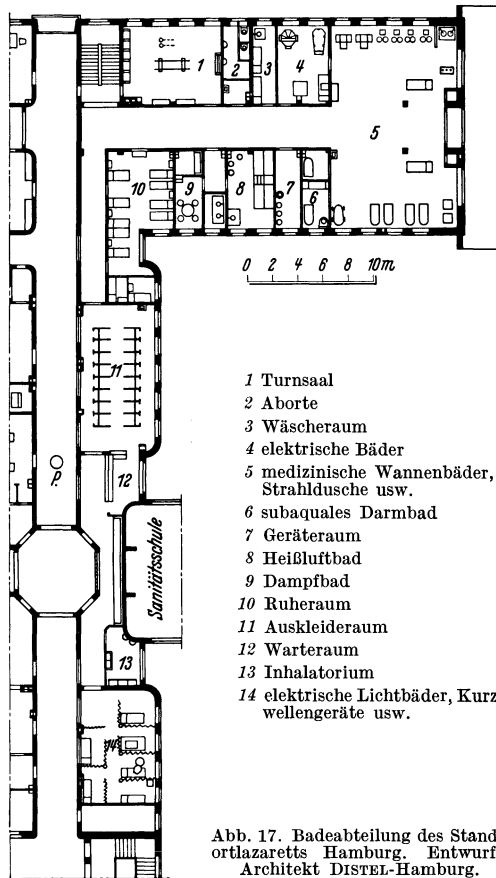 1
2
3
4
5
10
9
8
7
6
0 2 4 6 8 10m
11
P.
12
Sanitätsschule
13
14
1 Turnsaal
2 Aborte
3 Wäscheraum
4 elektrische Bäder
5 medizinische Wannenbäder,
Strahldusche usw.
6 subaquales Darmbad
7 Geräteraum
8 Heißluftbad
9 Dampfbad
10 Ruheraum
11 Auskleideraum
12 Warteraum
13 Inhalatorium
14 elektrische Lichtbäder, Kurz
wellengeräte usw.
Abb. 17. Badeabteilung des Stand
ortlazaretts Hamburg. Entwurf
Architekt DISTEL-Hamburg.